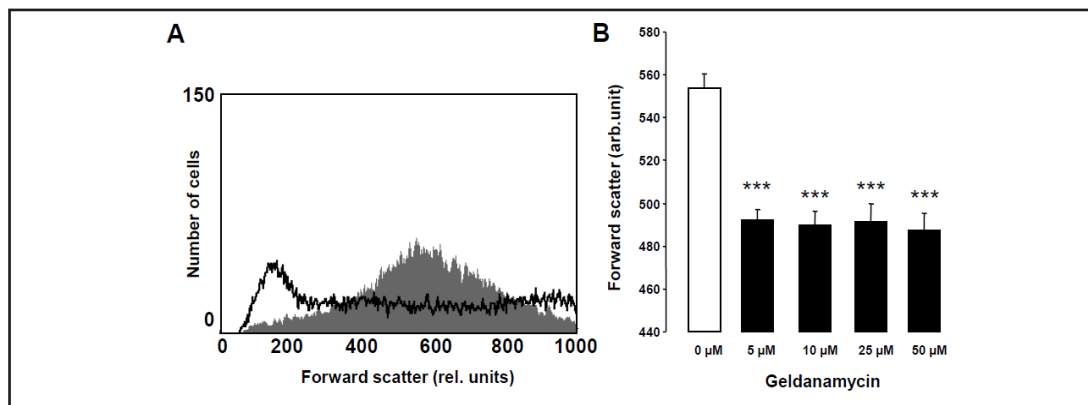 A
150
Number of cells
0
0 200 400 600 800 1000
Forward scatter (rel. units)
B
580
560
540
520
500
480
460
440
Forward scatter (arb.unit)
*** *** *** ***
0 µM 5 µM 10 µM 25 µM 50 µM
Geldanamycin